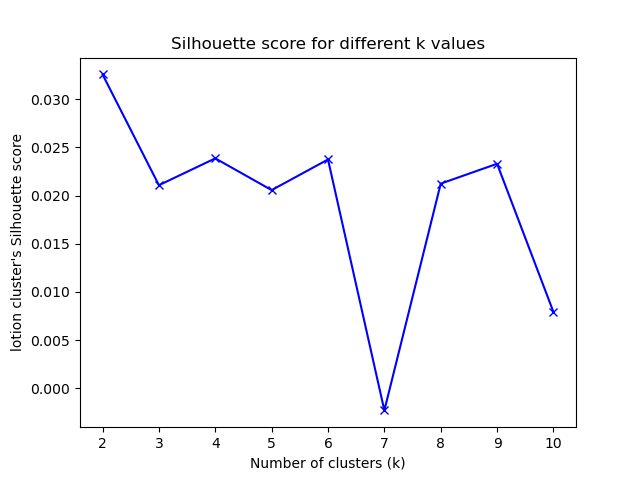 Silhouette score for different k values
lotion cluster's Silhouette score
0.030
0.025
0.020
0.015
0.010
0.005
0.000
2 3 4 5 6 7 8 9 10
Number of clusters (k)